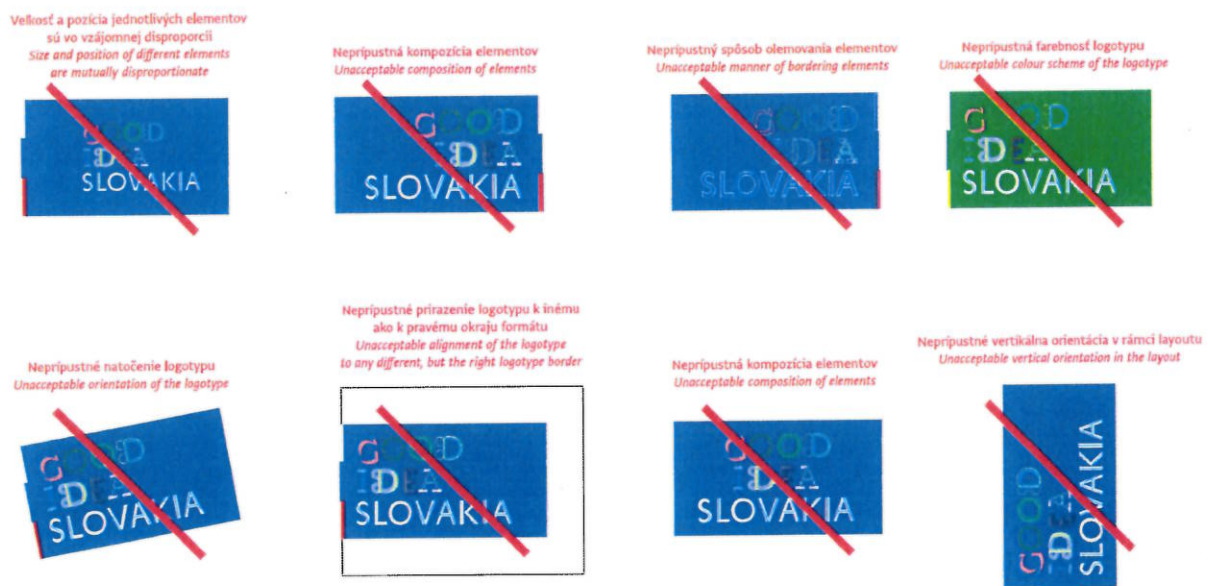 Veľkosť a pozícia jednotlivých elementov
sú vo vzájomnej disproporcii
Size and position of different elements
are mutually disproportionate
GOOD
IDEA
SLOVAKIA
Neprípustná kompozícia elementov
Unacceptable composition of elements
GOOD
IDEA
SLOVAKIA
Neprípustný spôsob olemovania elementov
Unacceptable manner of bordering elements
GOOD
IDEA
SLOVAKIA
Neprípustná farebnosť logotypu
Unacceptable colour scheme of the logotype
GOOD
IDEA
SLOVAKIA
Neprípustné natočenie logotypu
Unacceptable orientation of the logotype
GOOD
IDEA
SLOVAKIA
Neprípustné prirazenie logotypu k inému
ako k pravému okraju formátu
Unacceptable alignment of the logotype
to any different, but the right logotype border
GOOD
IDEA
SLOVAKIA
Neprípustná kompozícia elementov
Unacceptable composition of elements
GOOD
IDEA
SLOVAKIA
Neprípustné vertikálna orientácia v rámci layoutu
Unacceptable vertical orientation in the layout
GOOD
IDEA
SLOVAKIA